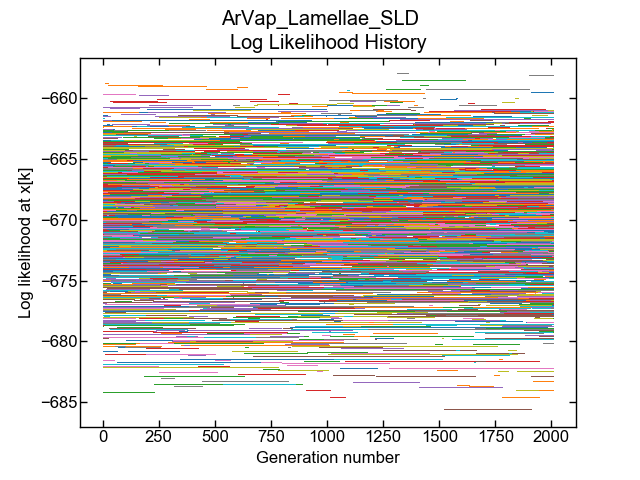 ArVap_Lamellae_SLD
Log Likelihood History
Log likelihood at x[k]
−660
−665
−670
−675
−680
−685
0 250 500 750 1000 1250 1500 1750 2000
Generation number